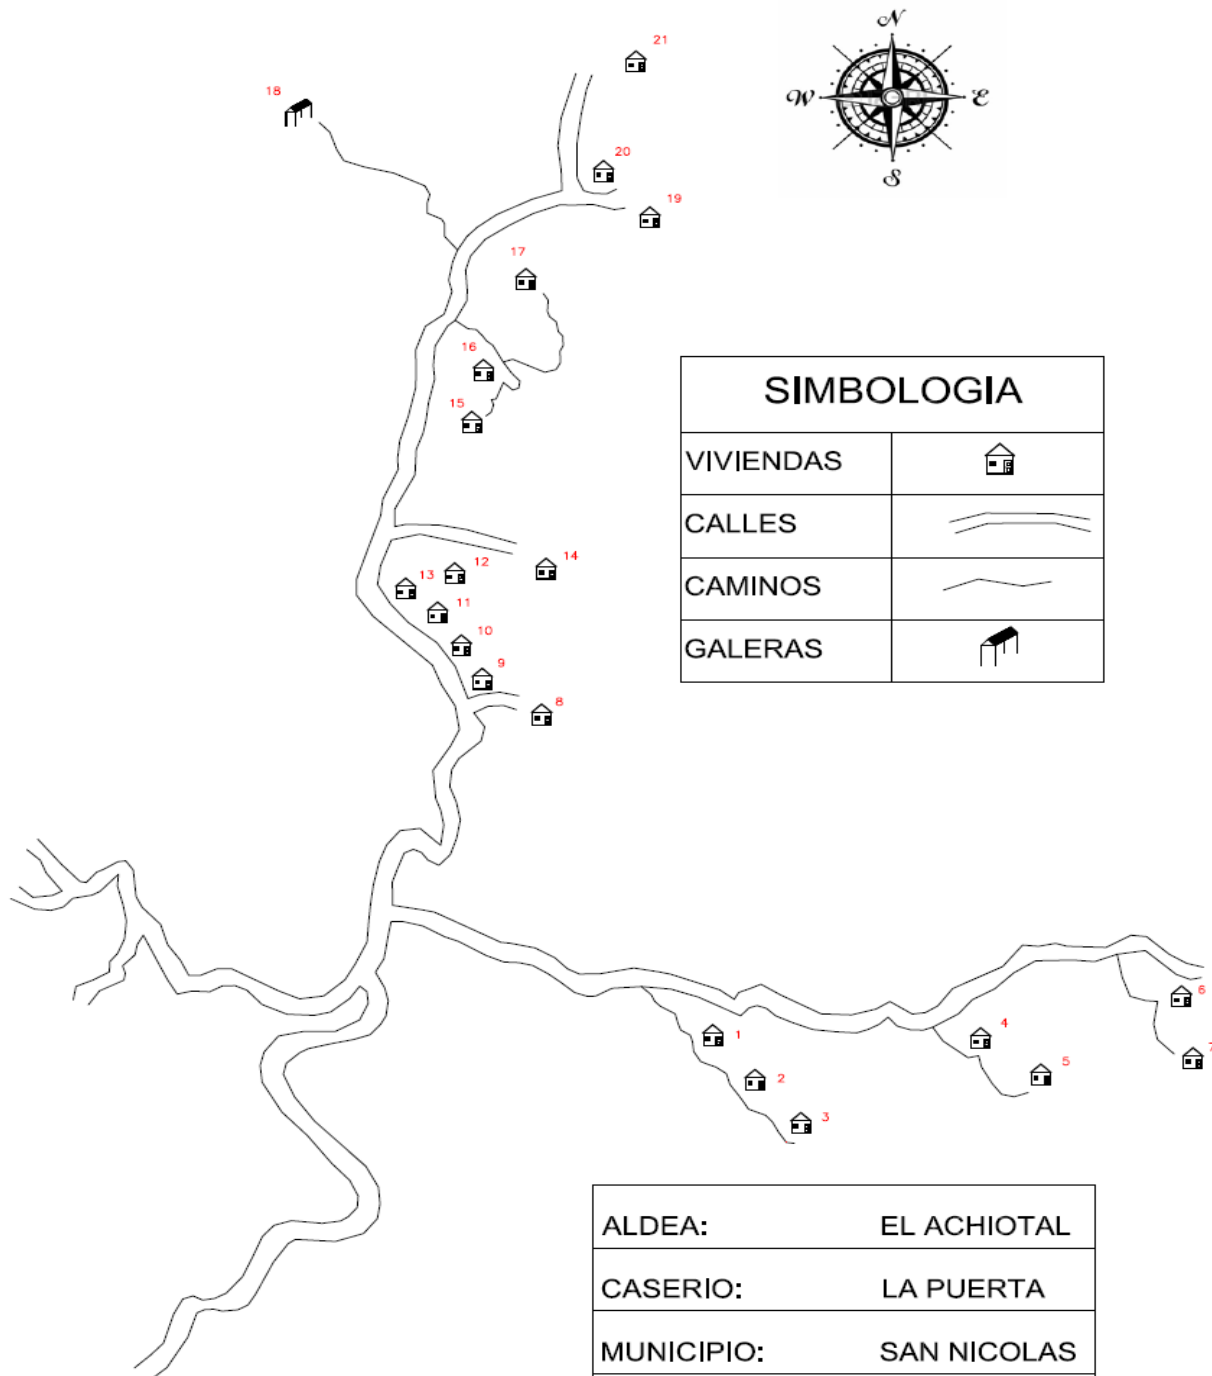 N
W E
S
21
18
20
19
17
16
15
SIMBOLOGIA
VIVIENDAS
CALLES
CAMINOS
GALERAS
14
12
13
11
10
9
8
6
1
4
7
2
5
3
ALDEA: EL ACHIOTAL
CASERIO: LA PUERTA
MUNICIPIO: SAN NICOLAS